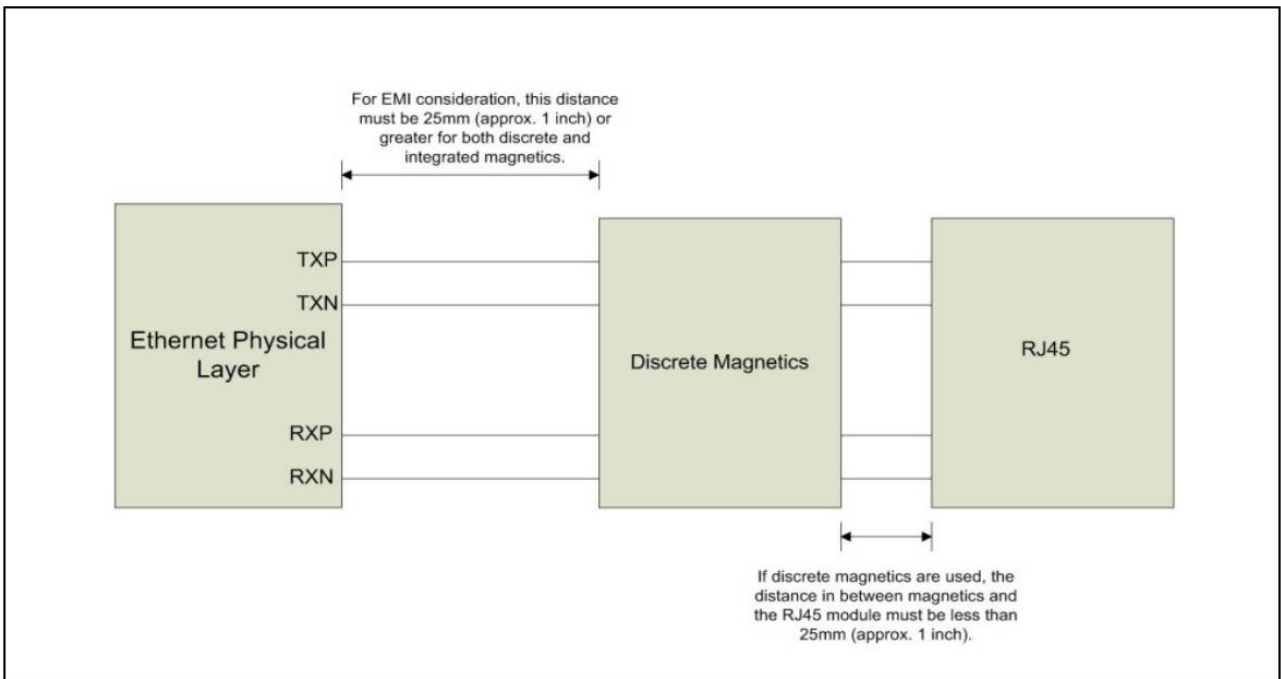 For EMI consideration, this distance
must be 25mm (approx. 1 inch) or
greater for both discrete and
integrated magnetics.
TXP
TXN
Ethernet Physical
Layer
RXP
RXN
Discrete Magnetics
RJ45
If discrete magnetics are used, the
distance in between magnetics and
the RJ45 module must be less than
25mm (approx. 1 inch).